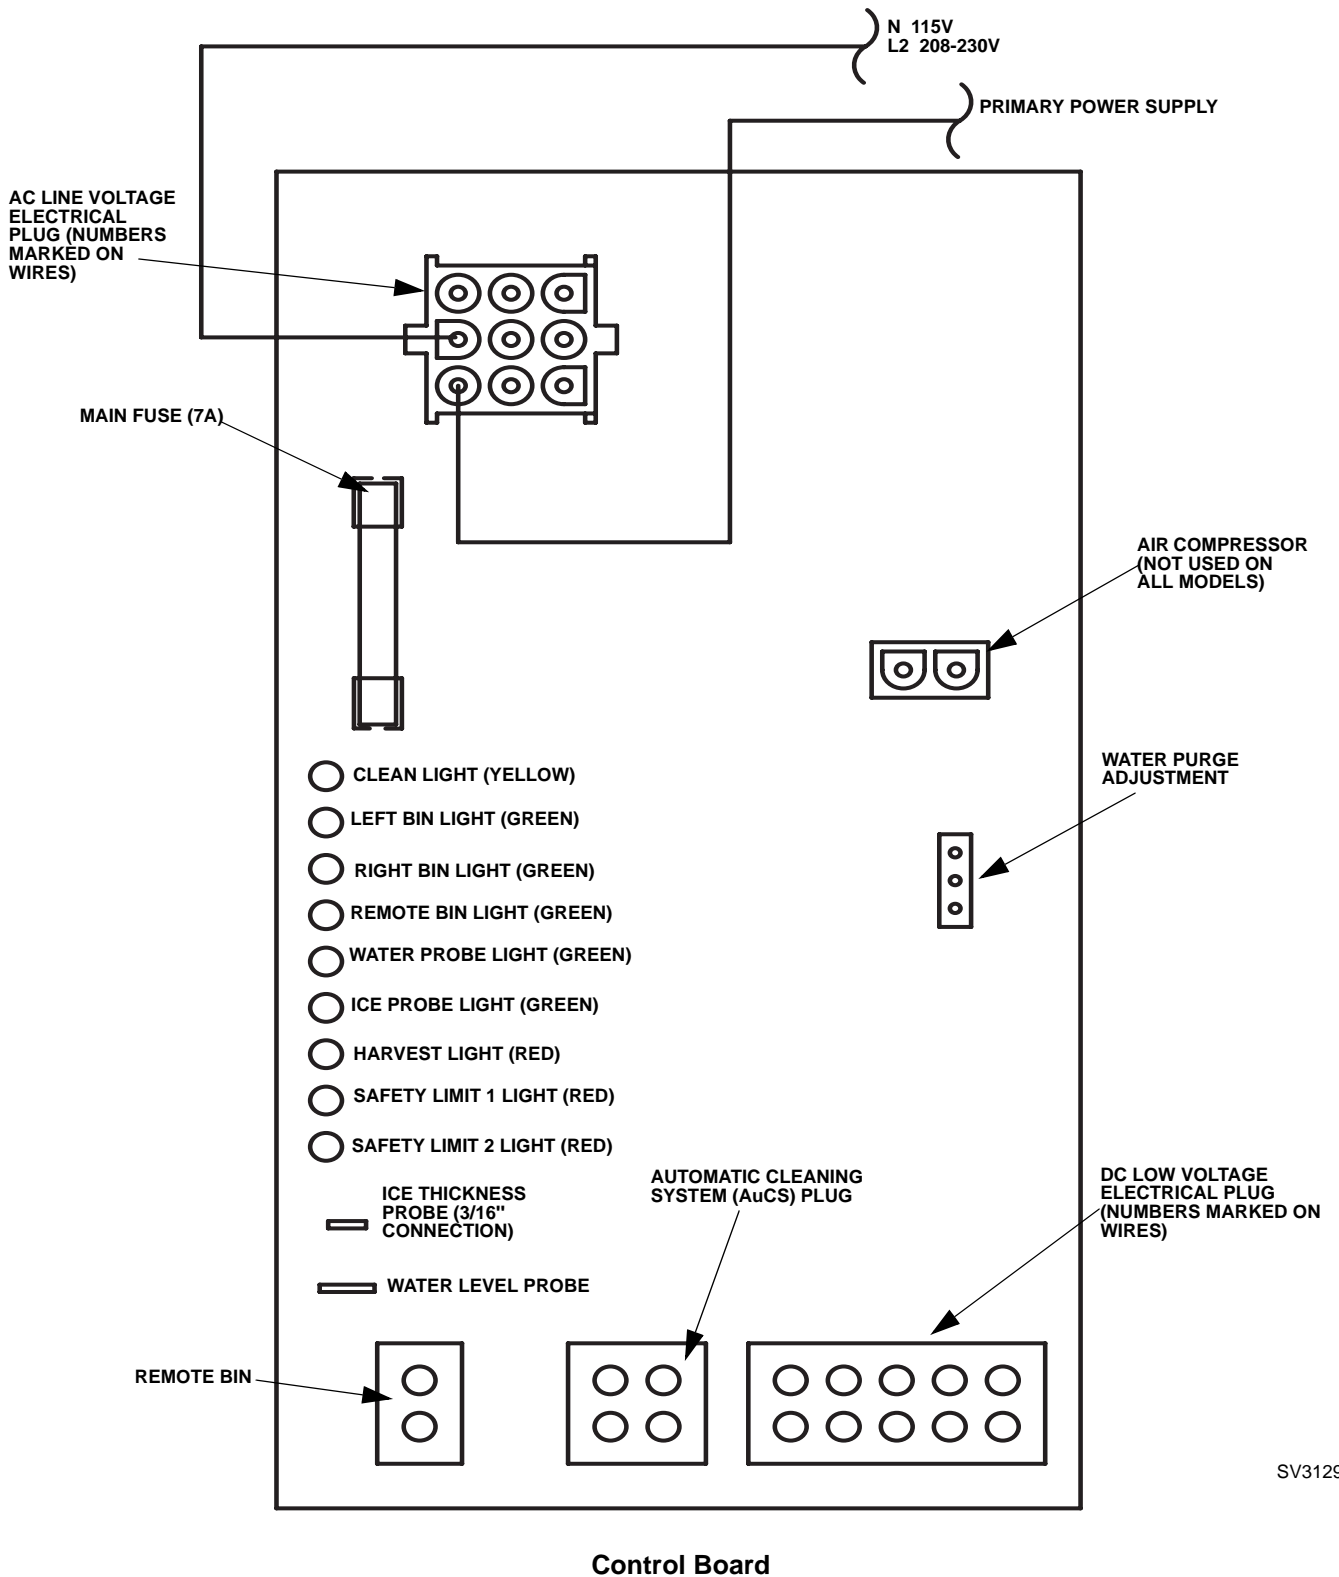 N 115V
L2 208-230V
PRIMARY POWER SUPPLY
AC LINE VOLTAGE
ELECTRICAL
PLUG (NUMBERS
MARKED ON
WIRES)
MAIN FUSE (7A)
AIR COMPRESSOR
(NOT USED ON
ALL MODELS)
WATER PURGE
ADJUSTMENT
CLEAN LIGHT (YELLOW)
LEFT BIN LIGHT (GREEN)
RIGHT BIN LIGHT (GREEN)
REMOTE BIN LIGHT (GREEN)
WATER PROBE LIGHT (GREEN)
ICE PROBE LIGHT (GREEN)
HARVEST LIGHT (RED)
SAFETY LIMIT 1 LIGHT (RED)
SAFETY LIMIT 2 LIGHT (RED)
ICE THICKNESS
PROBE (3/16"
CONNECTION)
WATER LEVEL PROBE
AUTOMATIC CLEANING
SYSTEM (AuCS) PLUG
DC LOW VOLTAGE
ELECTRICAL PLUG
(NUMBERS MARKED ON
WIRES)
REMOTE BIN
SV3129
Control Board